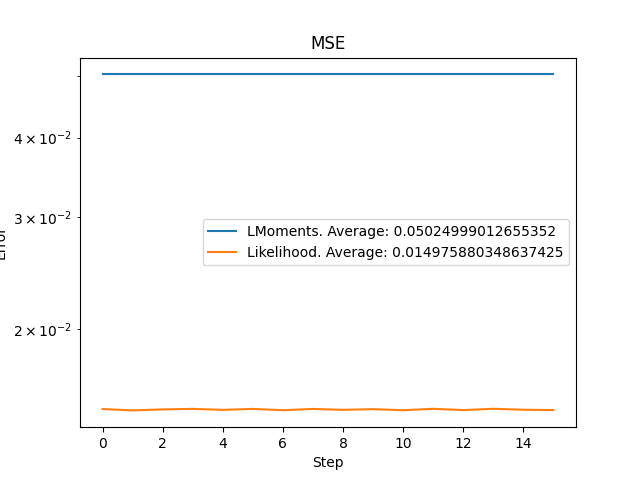 MSE
4 × 10⁻²
3 × 10⁻²
2 × 10⁻²
Error
LMoments. Average: 0.05024999012655352
Likelihood. Average: 0.014975880348637425
0 2 4 6 8 10 12 14
Step